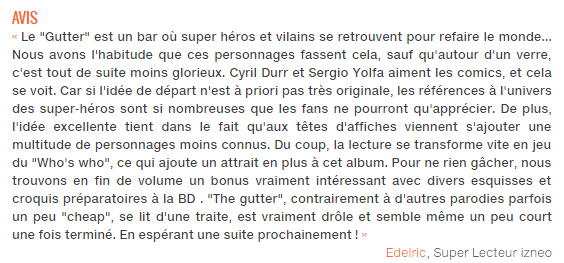 AVIS
« Le "Gutter" est un bar où super héros et vilains se retrouvent pour refaire le monde...
Nous avons l'habitude que ces personnages fassent cela, sauf qu'autour d'un verre,
c'est tout de suite moins glorieux. Cyril Durr et Sergio Yolfa aiment les comics, et cela
se voit. Car si l'idée de départ n'est à priori pas très originale, les références à l'univers
des super-héros sont si nombreuses que les fans ne pourront qu'apprécier. De plus,
l'idée excellente tient dans le fait qu'aux têtes d'affiches viennent s'ajouter une
multitude de personnages moins connus. Du coup, la lecture se transforme vite en jeu
du "Who's who", ce qui ajoute un attrait en plus à cet album. Pour ne rien gâcher, nous
trouvons en fin de volume un bonus vraiment intéressant avec divers esquisses et
croquis préparatoires à la BD . "The gutter", contrairement à d'autres parodies parfois
un peu "cheap", se lit d'une traite, est vraiment drôle et semble même un peu court
une fois terminé. En espérant une suite prochainement ! »
Edelric, Super Lecteur izneo